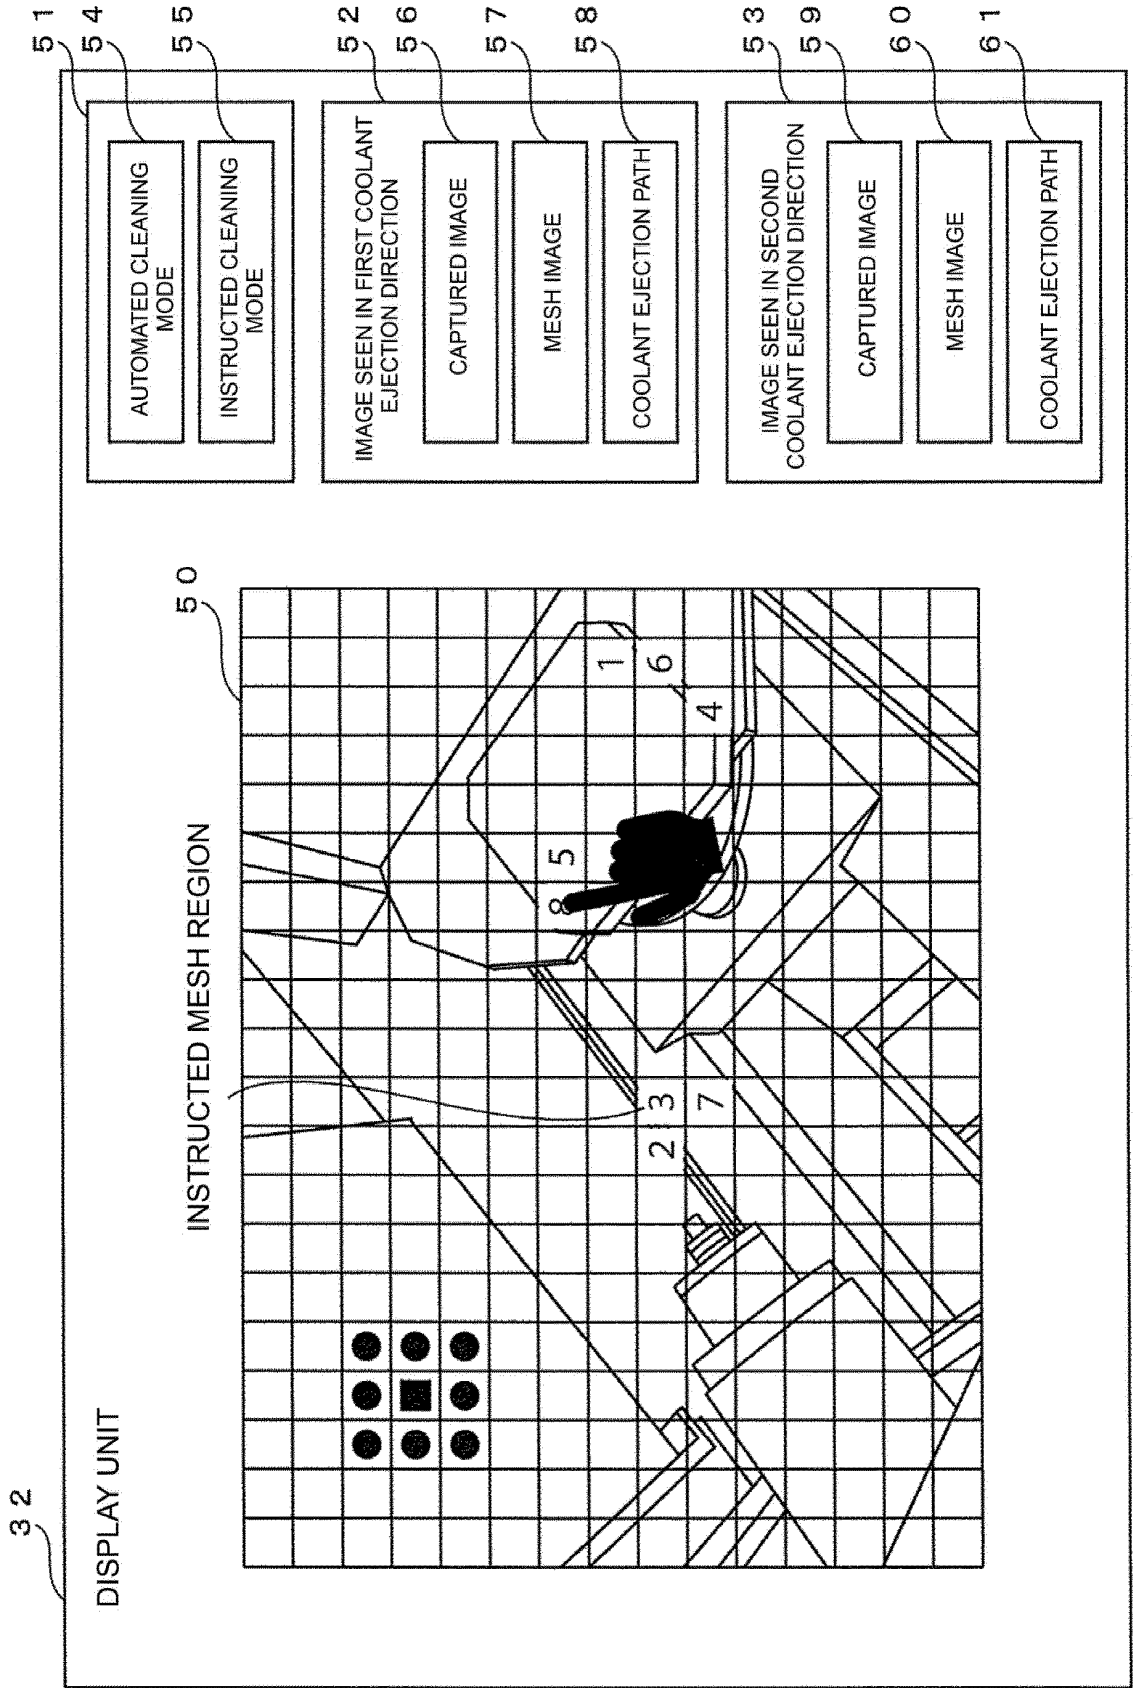 32
DISPLAY UNIT
INSTRUCTED MESH REGION
50
1
6
4
5
8
3
2
7
51
54
AUTOMATED CLEANING
MODE
55
INSTRUCTED CLEANING
MODE
52
IMAGE SEEN IN FIRST COOLANT
EJECTION DIRECTION
56
CAPTURED IMAGE
57
MESH IMAGE
58
COOLANT EJECTION PATH
53
IMAGE SEEN IN SECOND
COOLANT EJECTION DIRECTION
59
CAPTURED IMAGE
60
MESH IMAGE
61
COOLANT EJECTION PATH